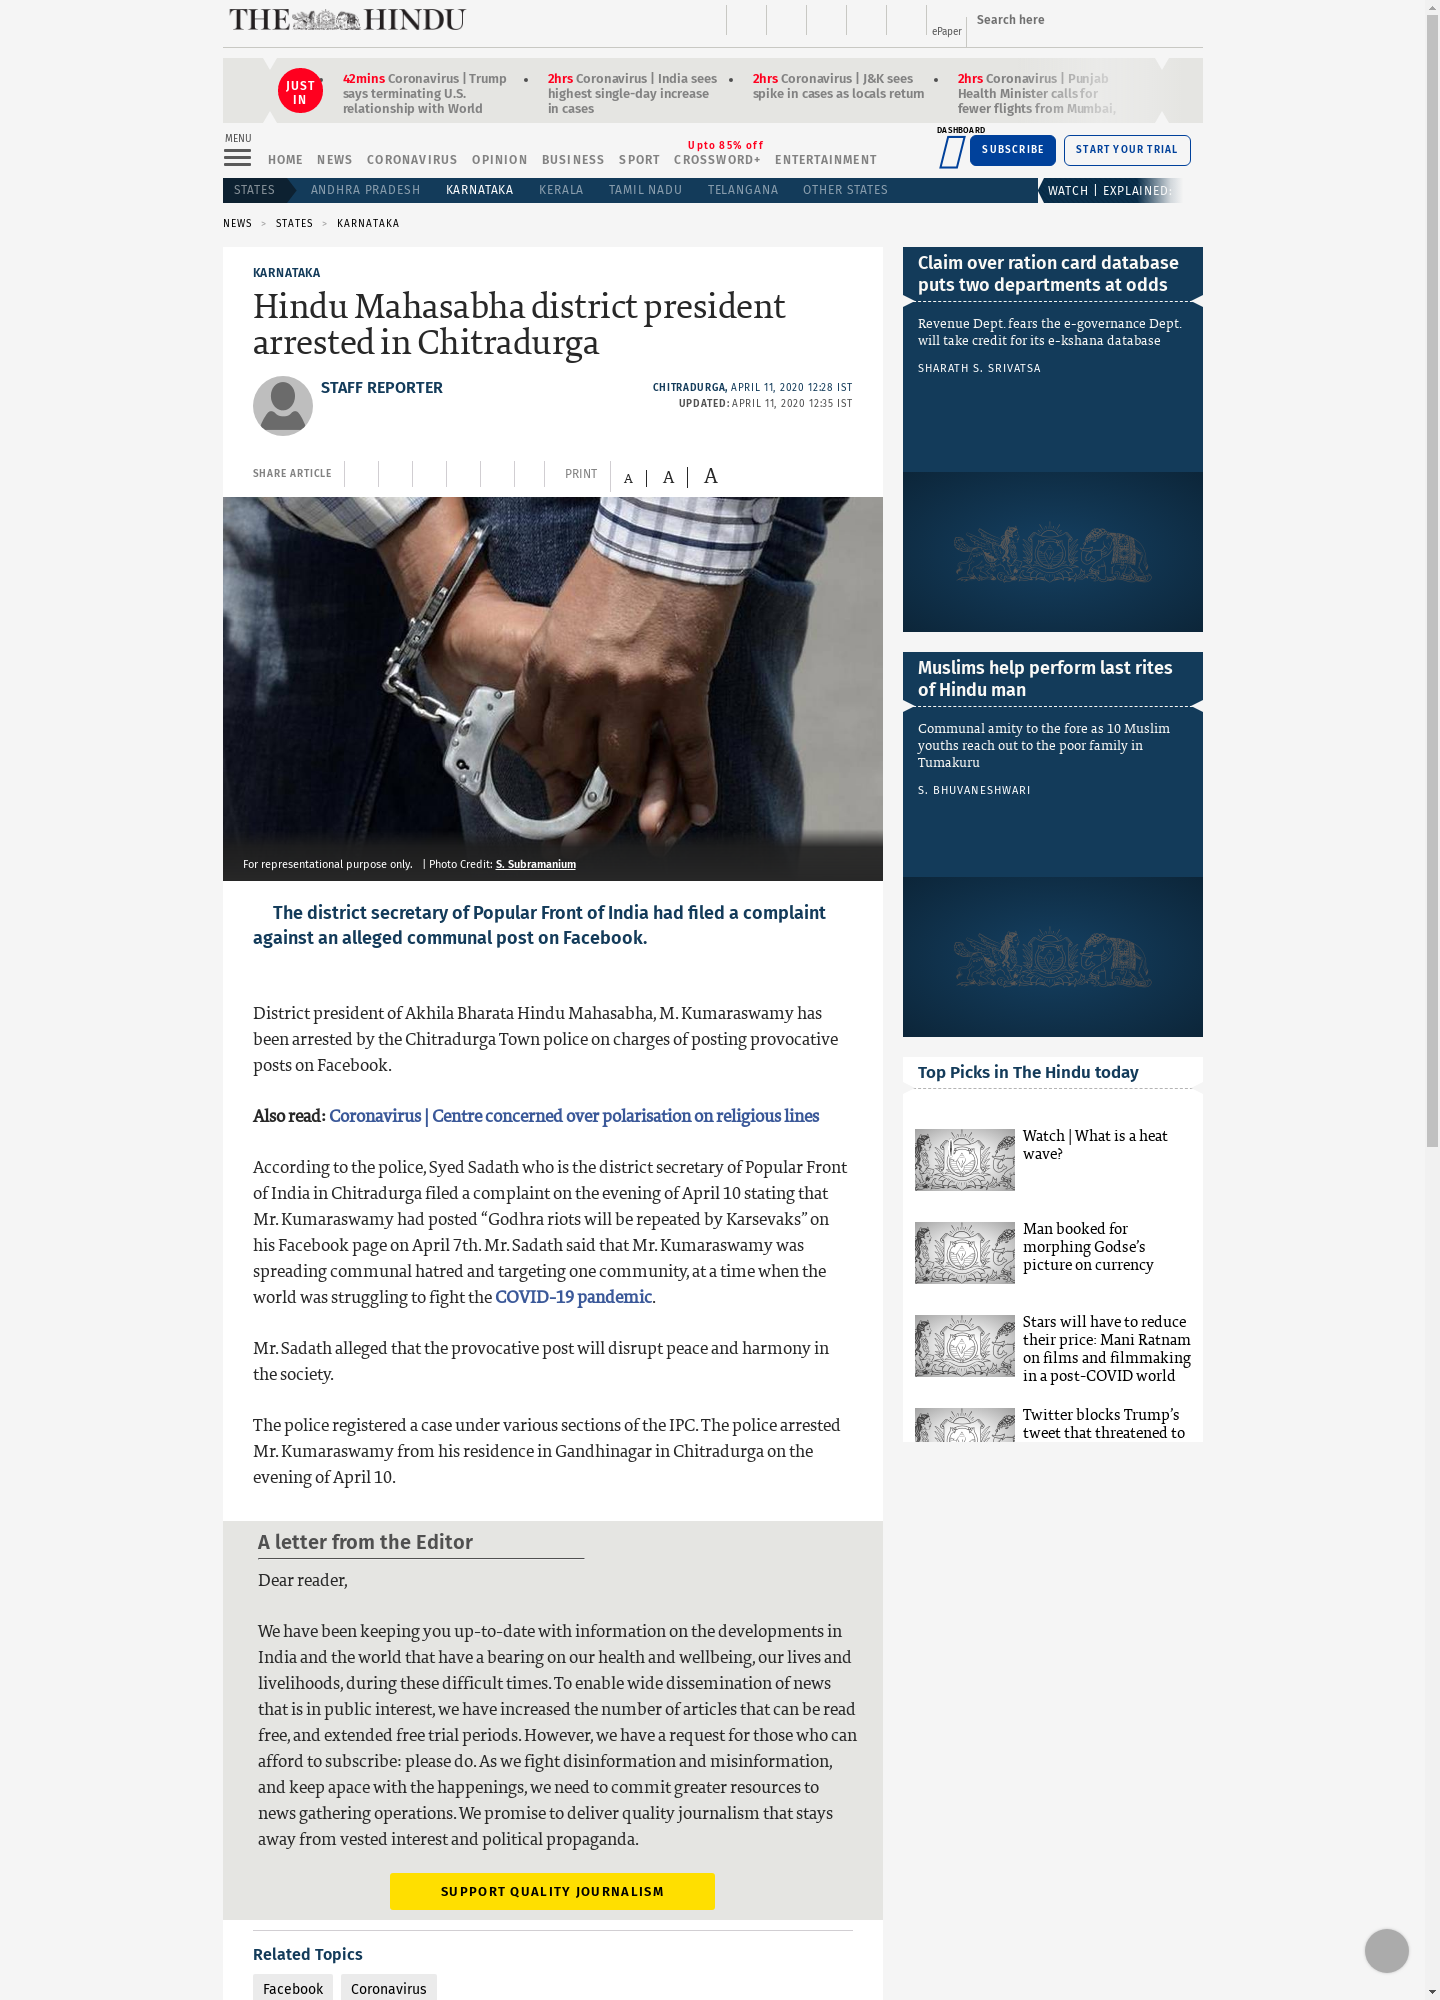 THE HINDU
ePaper
Search here
JUST
IN
42mins Coronavirus | Trump
says terminating U.S.
relationship with World
2hrs Coronavirus | India sees
highest single-day increase
in cases
2hrs Coronavirus | J&K sees
spike in cases as locals return
2hrs Coronavirus | Punjab
Health Minister calls for
fewer flights from Mumbai,
MENU
HOME NEWS CORONAVIRUS OPINION BUSINESS SPORT CROSSWORD+ ENTERTAINMENT
Upto 85% off
DASHBOARD
SUBSCRIBE
START YOUR TRIAL
STATES ANDHRA PRADESH KARNATAKA KERALA TAMIL NADU TELANGANA OTHER STATES
WATCH | EXPLAINED:
NEWS > STATES > KARNATAKA
KARNATAKA
Hindu Mahasabha district president
arrested in Chitradurga
STAFF REPORTER
CHITRADURGA, APRIL 11, 2020 12:28 IST
UPDATED: APRIL 11, 2020 12:35 IST
SHARE ARTICLE
PRINT
A | A | A
For representational purpose only. | Photo Credit: S. Subramanium
The district secretary of Popular Front of India had filed a complaint
against an alleged communal post on Facebook.
District president of Akhila Bharata Hindu Mahasabha, M. Kumaraswamy has
been arrested by the Chitradurga Town police on charges of posting provocative
posts on Facebook.
Also read: Coronavirus | Centre concerned over polarisation on religious lines
According to the police, Syed Sadath who is the district secretary of Popular Front
of India in Chitradurga filed a complaint on the evening of April 10 stating that
Mr. Kumaraswamy had posted “Godhra riots will be repeated by Karsevaks” on
his Facebook page on April 7th. Mr. Sadath said that Mr. Kumaraswamy was
spreading communal hatred and targeting one community, at a time when the
world was struggling to fight the COVID-19 pandemic.
Mr. Sadath alleged that the provocative post will disrupt peace and harmony in
the society.
The police registered a case under various sections of the IPC. The police arrested
Mr. Kumaraswamy from his residence in Gandhinagar in Chitradurga on the
evening of April 10.
A letter from the Editor
Dear reader,
We have been keeping you up-to-date with information on the developments in
India and the world that have a bearing on our health and wellbeing, our lives and
livelihoods, during these difficult times. To enable wide dissemination of news
that is in public interest, we have increased the number of articles that can be read
free, and extended free trial periods. However, we have a request for those who can
afford to subscribe: please do. As we fight disinformation and misinformation,
and keep apace with the happenings, we need to commit greater resources to
news gathering operations. We promise to deliver quality journalism that stays
away from vested interest and political propaganda.
SUPPORT QUALITY JOURNALISM
Related Topics
Facebook
Coronavirus
Claim over ration card database
puts two departments at odds
Revenue Dept. fears the e-governance Dept.
will take credit for its e-kshana database
SHARATH S. SRIVATSA
Muslims help perform last rites
of Hindu man
Communal amity to the fore as 10 Muslim
youths reach out to the poor family in
Tumakuru
S. BHUVANESHWARI
Top Picks in The Hindu today
Watch | What is a heat
wave?
Man booked for
morphing Godse’s
picture on currency
Stars will have to reduce
their price: Mani Ratnam
on films and filmmaking
in a post-COVID world
Twitter blocks Trump’s
tweet that threatened to